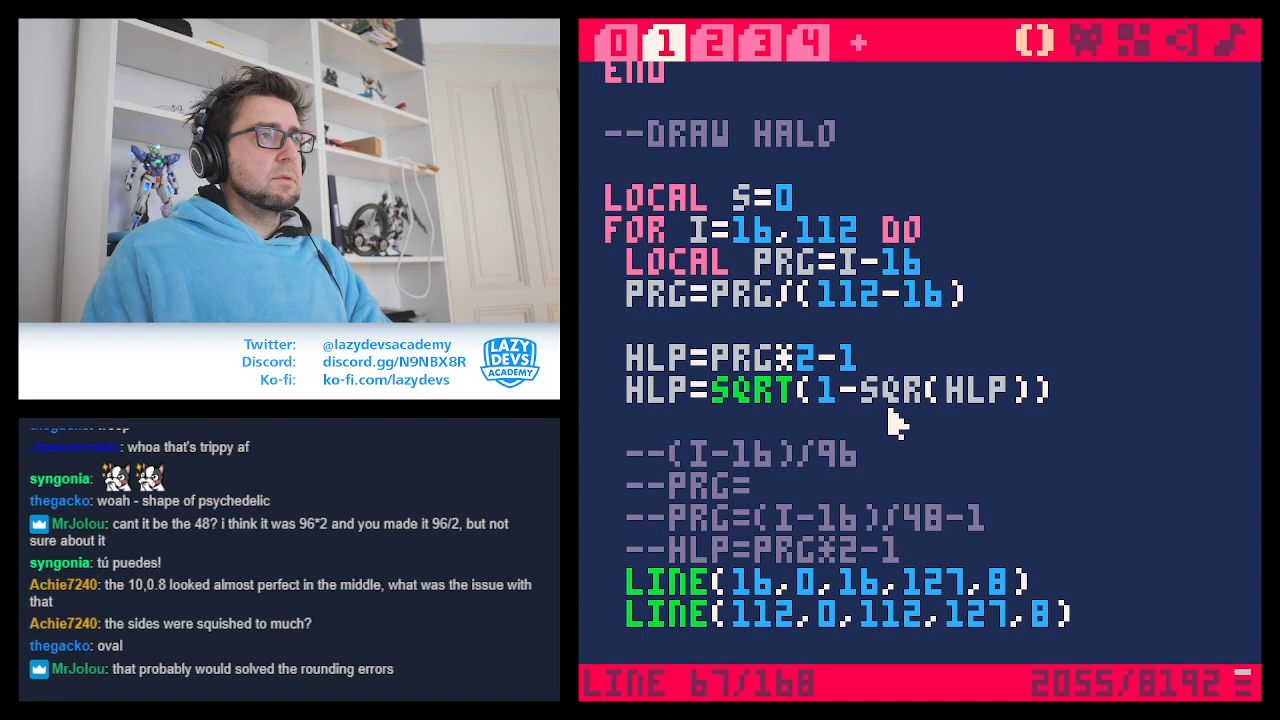 Twitter: @lazydevsacademy
Discord: discord.gg/N9NBX8R
Ko-fi: ko-fi.com/lazydevs
LAZY
DEVS
ACADEMY
whoa that's trippy af
syngonia:
thegacko: woah - shape of psychedelic
MrJolou: cant it be the 48? i think it was 96*2 and you made it 96/2, but not
sure about it
syngonia: tú puedes!
Achie7240: the 10,0.8 looked almost perfect in the middle, what was the issue with
that
Achie7240: the sides were squished to much?
thegacko: oval
MrJolou: that probably would solved the rounding errors
0 1 2 3 4 +
END
--DRAW HALO
LOCAL S=0
FOR I=16,112 DO
LOCAL PRG=I-16
PRG=PRG/(112-16)
HLP=PRG*2-1
HLP=SQRT(1-SQR(HLP))
--(I-16)/96
--PRG=
--PRG=(I-16)/48-1
--HLP=PRG*2-1
LINE(16,0,16,127,8)
LINE(112,0,112,127,8)
LINE 67/168 2055/8192